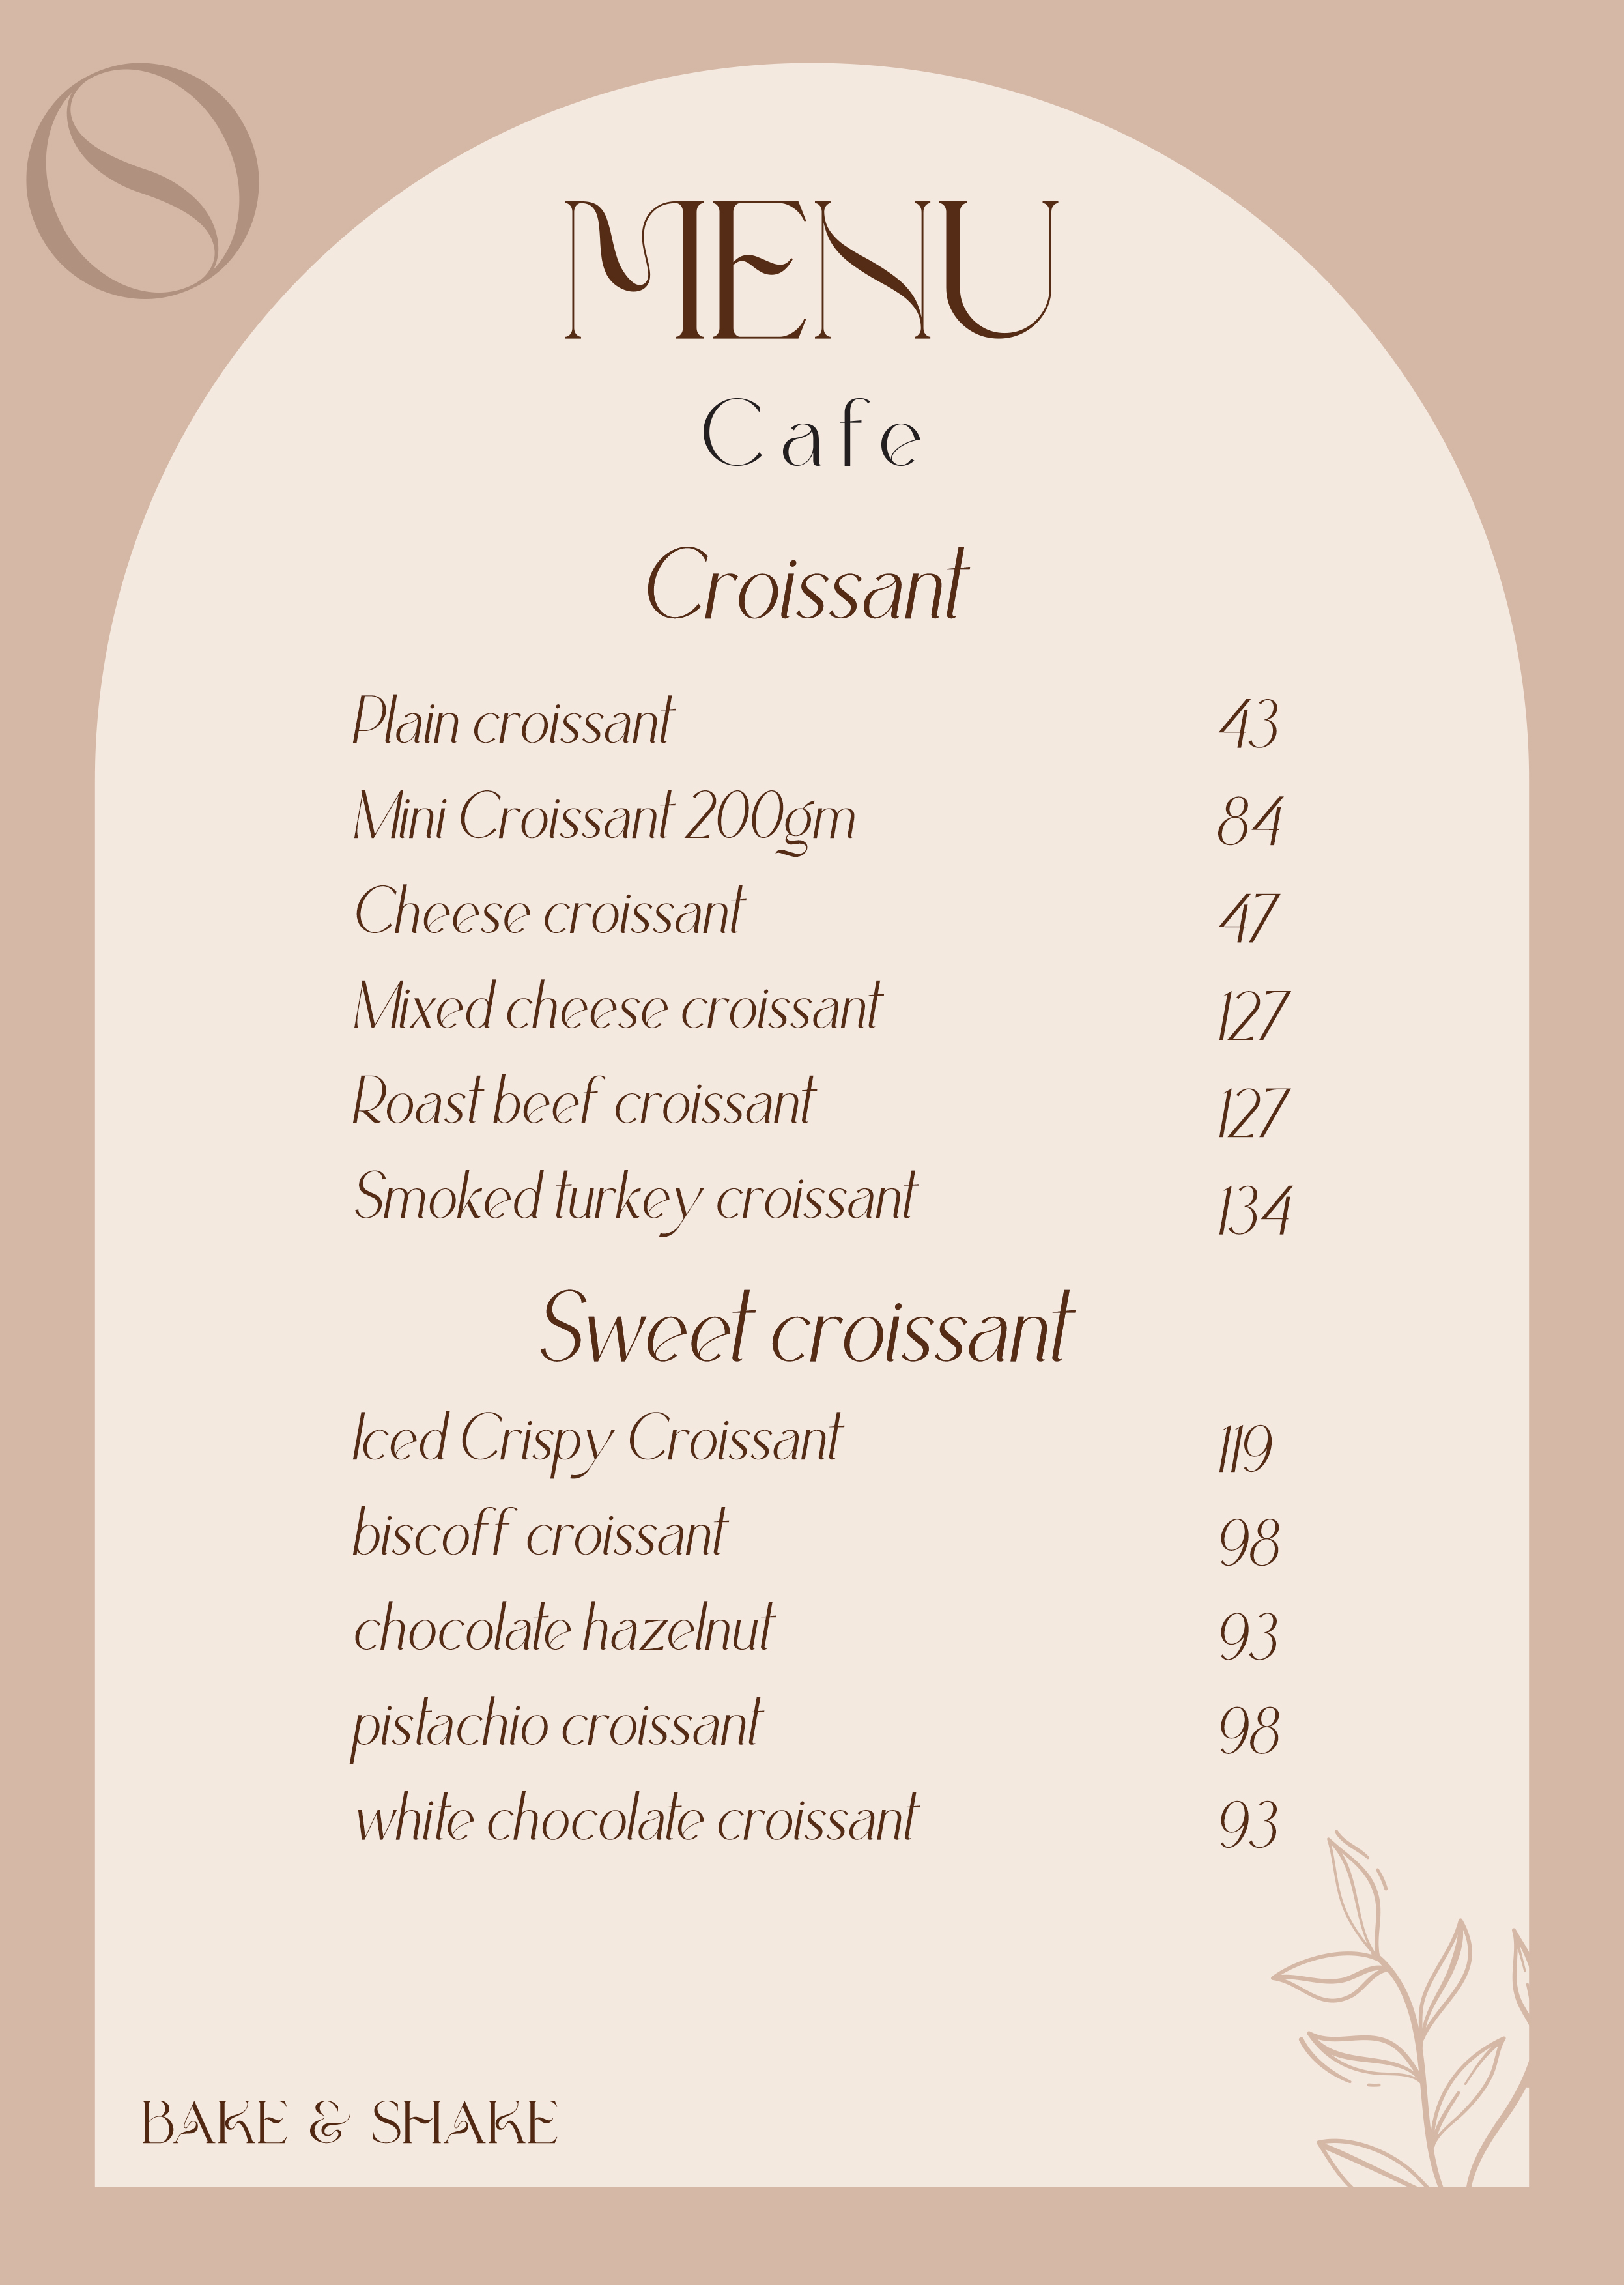 MENU
Cafe
Croissant
Plain croissant 43
Mini Croissant 200gm 84
Cheese croissant 47
Mixed cheese croissant 127
Roast beef croissant 127
Smoked turkey croissant 134
Sweet croissant
Iced Crispy Croissant 119
biscoff croissant 98
chocolate hazelnut 93
pistachio croissant 98
white chocolate croissant 93
BAKE & SHAKE